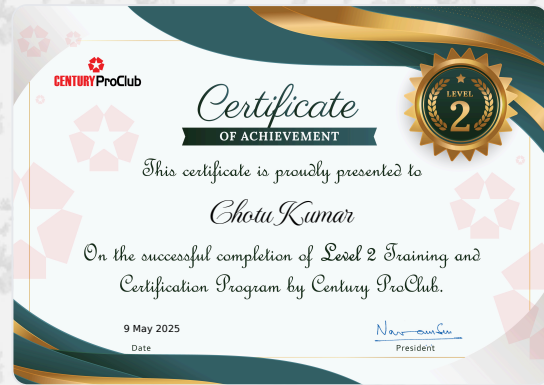 CENTURY ProClub
LEVEL
2
Certificate
OF ACHIEVEMENT
This certificate is proudly presented to
Chotu Kumar
On the successful completion of Level 2 Training and
Certification Program by Century ProClub.
9 May 2025
Date
President